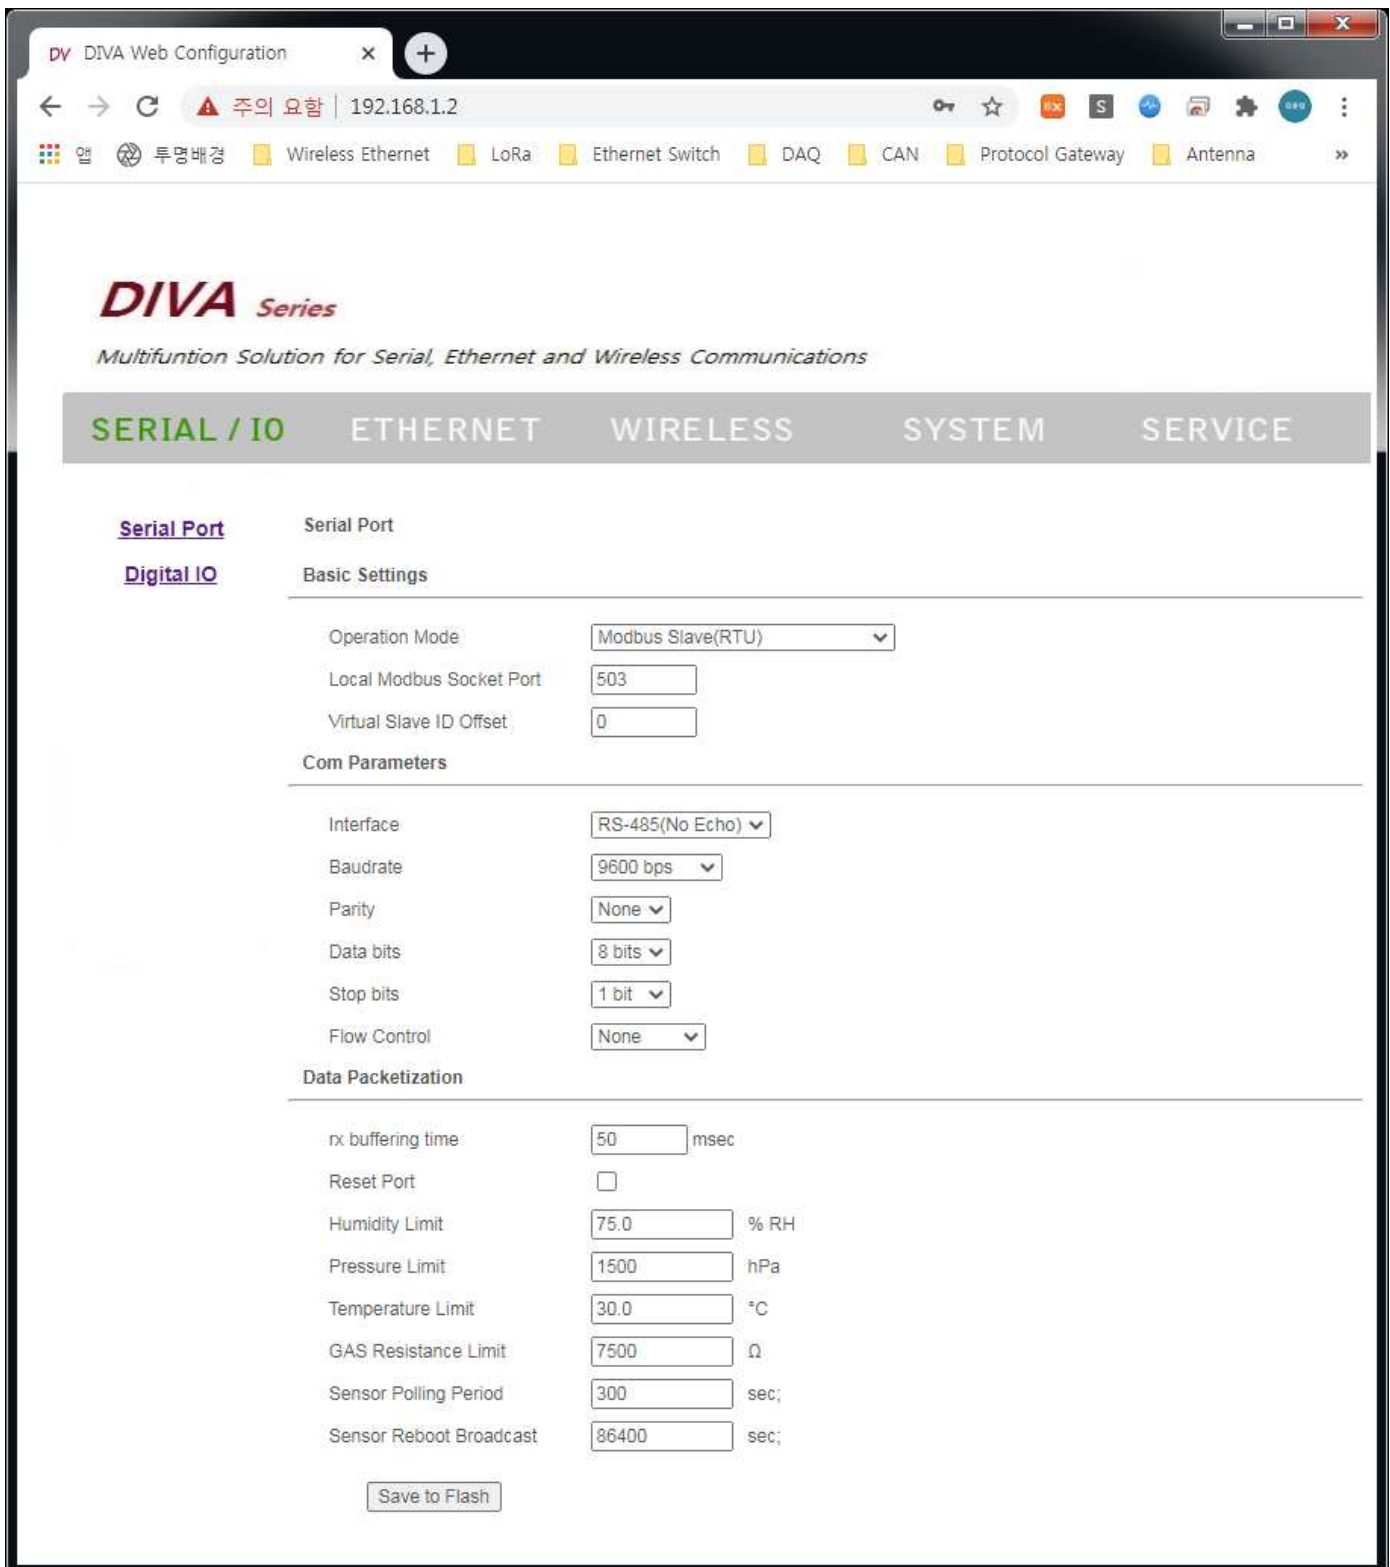 DV DIVA Web Configuration
주의 요함 192.168.1.2
앱 투명배경 Wireless Ethernet LoRa Ethernet Switch DAQ CAN Protocol Gateway Antenna »
DIVA Series
Multifuntion Solution for Serial, Ethernet and Wireless Communications
SERIAL / IO ETHERNET WIRELESS SYSTEM SERVICE
Serial Port
Digital IO
Serial Port
Basic Settings
Operation Mode Modbus Slave(RTU)
Local Modbus Socket Port 503
Virtual Slave ID Offset 0
Com Parameters
Interface RS-485(No Echo)
Baudrate 9600 bps
Parity None
Data bits 8 bits
Stop bits 1 bit
Flow Control None
Data Packetization
rx buffering time 50 msec
Reset Port
Humidity Limit 75.0 % RH
Pressure Limit 1500 hPa
Temperature Limit 30.0 °C
GAS Resistance Limit 7500 Ω
Sensor Polling Period 300 sec;
Sensor Reboot Broadcast 86400 sec;
Save to Flash